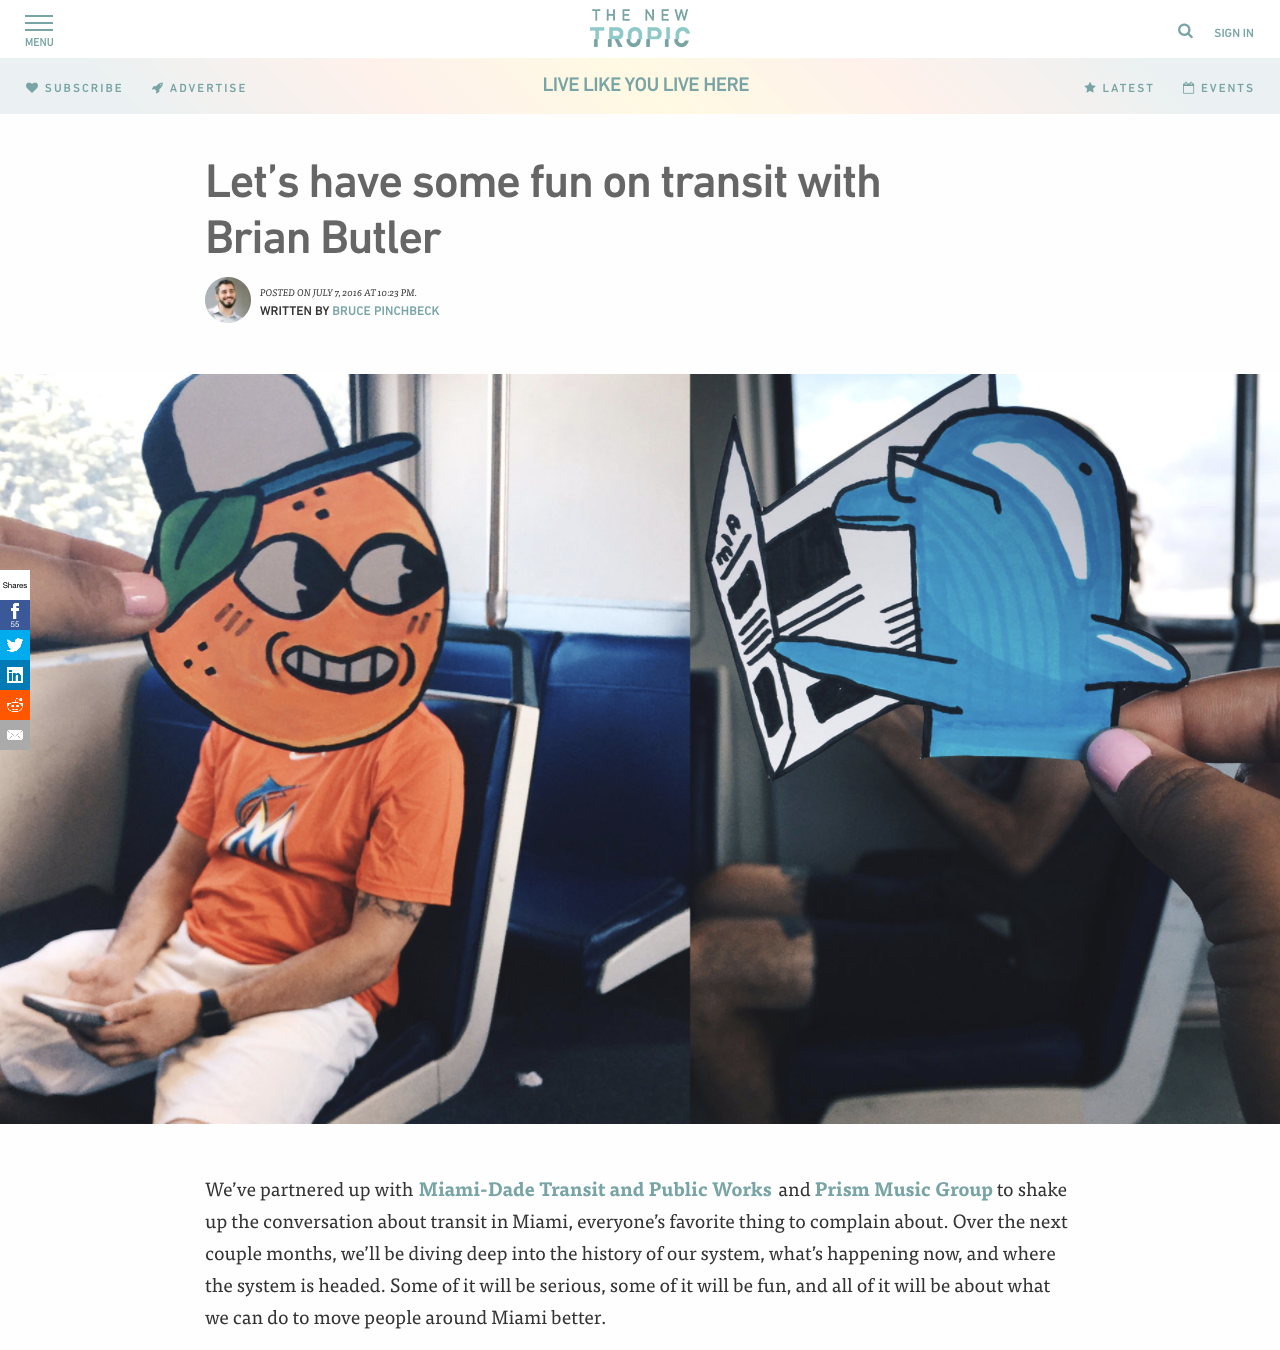 MENU
THE NEW
TROPIC
SIGN IN
SUBSCRIBE
ADVERTISE
LIVE LIKE YOU LIVE HERE
LATEST
EVENTS
Let’s have some fun on transit with
Brian Butler
POSTED ON JULY 7, 2016 AT 10:23 PM.
WRITTEN BY BRUCE PINCHBECK
MIA
Shares
55
We’ve partnered up with Miami-Dade Transit and Public Works and Prism Music Group to shake
up the conversation about transit in Miami, everyone’s favorite thing to complain about. Over the next
couple months, we’ll be diving deep into the history of our system, what’s happening now, and where
the system is headed. Some of it will be serious, some of it will be fun, and all of it will be about what
we can do to move people around Miami better.